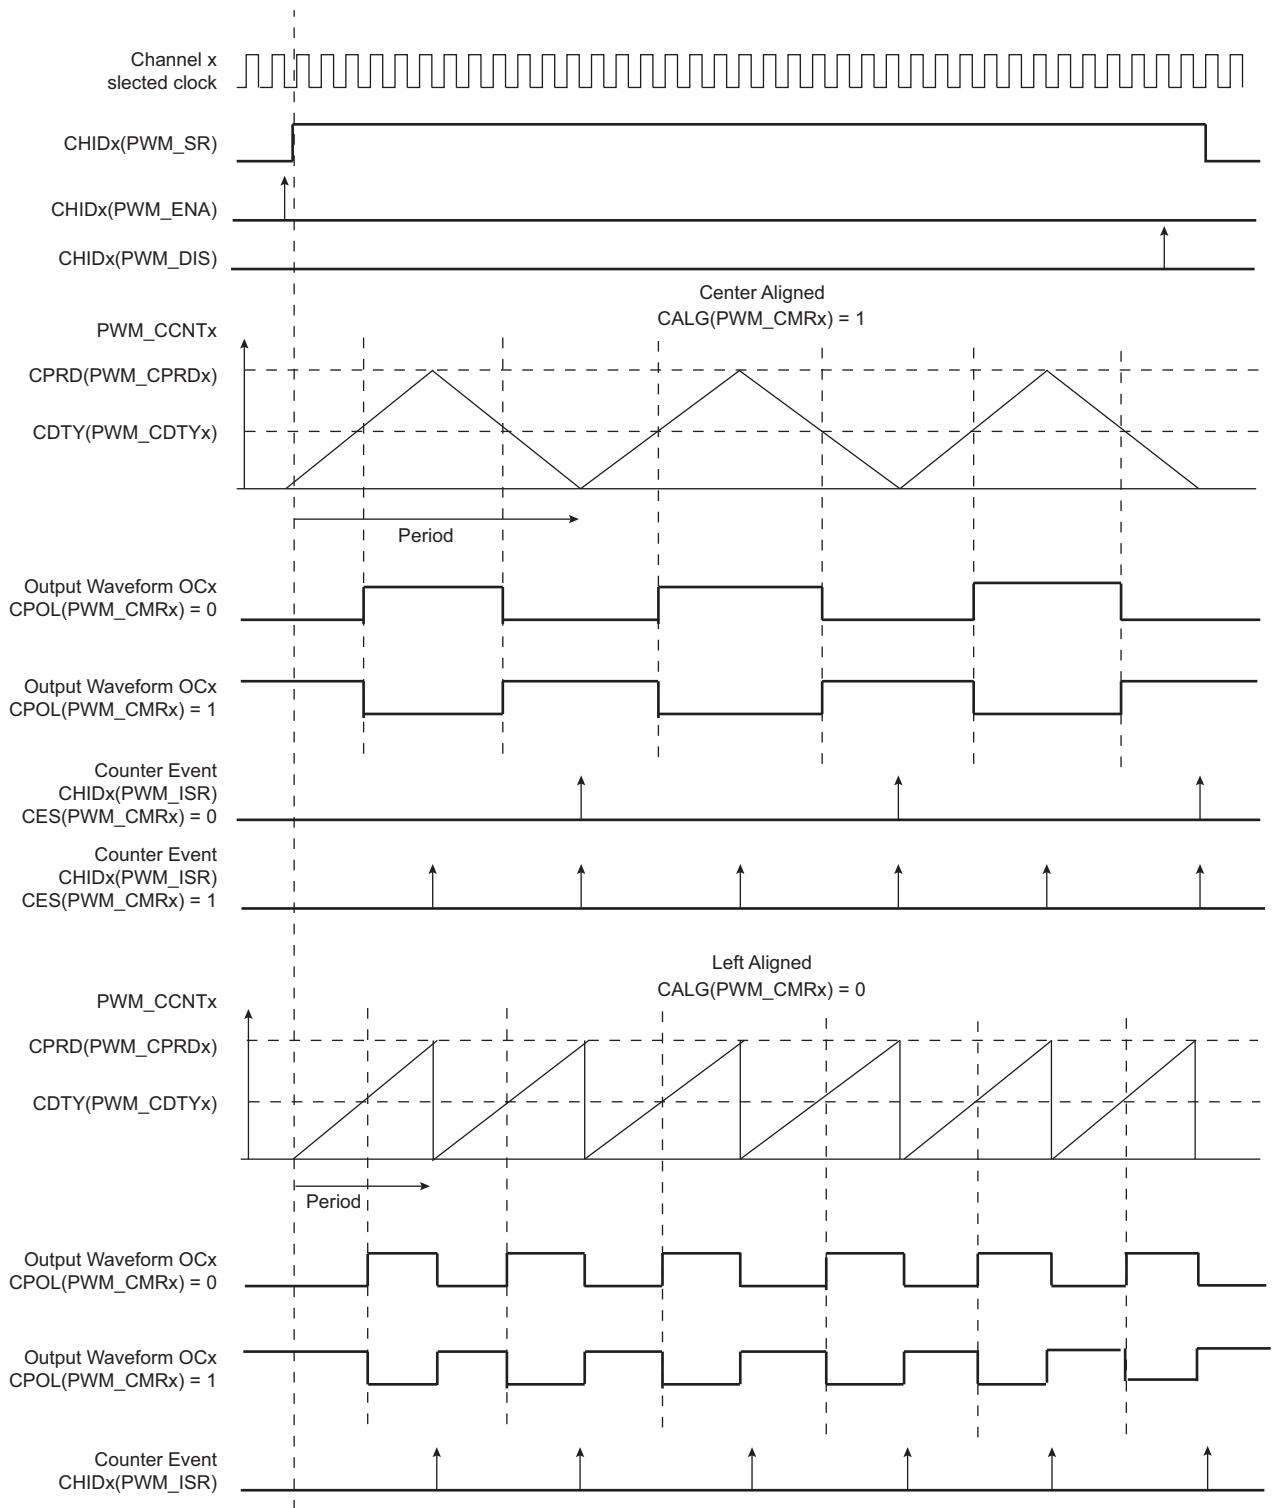 Channel x
slected clock
CHIDx(PWM_SR)
CHIDx(PWM_ENA)
CHIDx(PWM_DIS)
Center Aligned
CALG(PWM_CMRx) = 1
PWM_CCNTx
CPRD(PWM_CPRDx)
CDTY(PWM_CDTYx)
Period
Output Waveform OCx
CPOL(PWM_CMRx) = 0
Output Waveform OCx
CPOL(PWM_CMRx) = 1
Counter Event
CHIDx(PWM_ISR)
CES(PWM_CMRx) = 0
Counter Event
CHIDx(PWM_ISR)
CES(PWM_CMRx) = 1
Left Aligned
CALG(PWM_CMRx) = 0
PWM_CCNTx
CPRD(PWM_CPRDx)
CDTY(PWM_CDTYx)
Period
Output Waveform OCx
CPOL(PWM_CMRx) = 0
Output Waveform OCx
CPOL(PWM_CMRx) = 1
Counter Event
CHIDx(PWM_ISR)